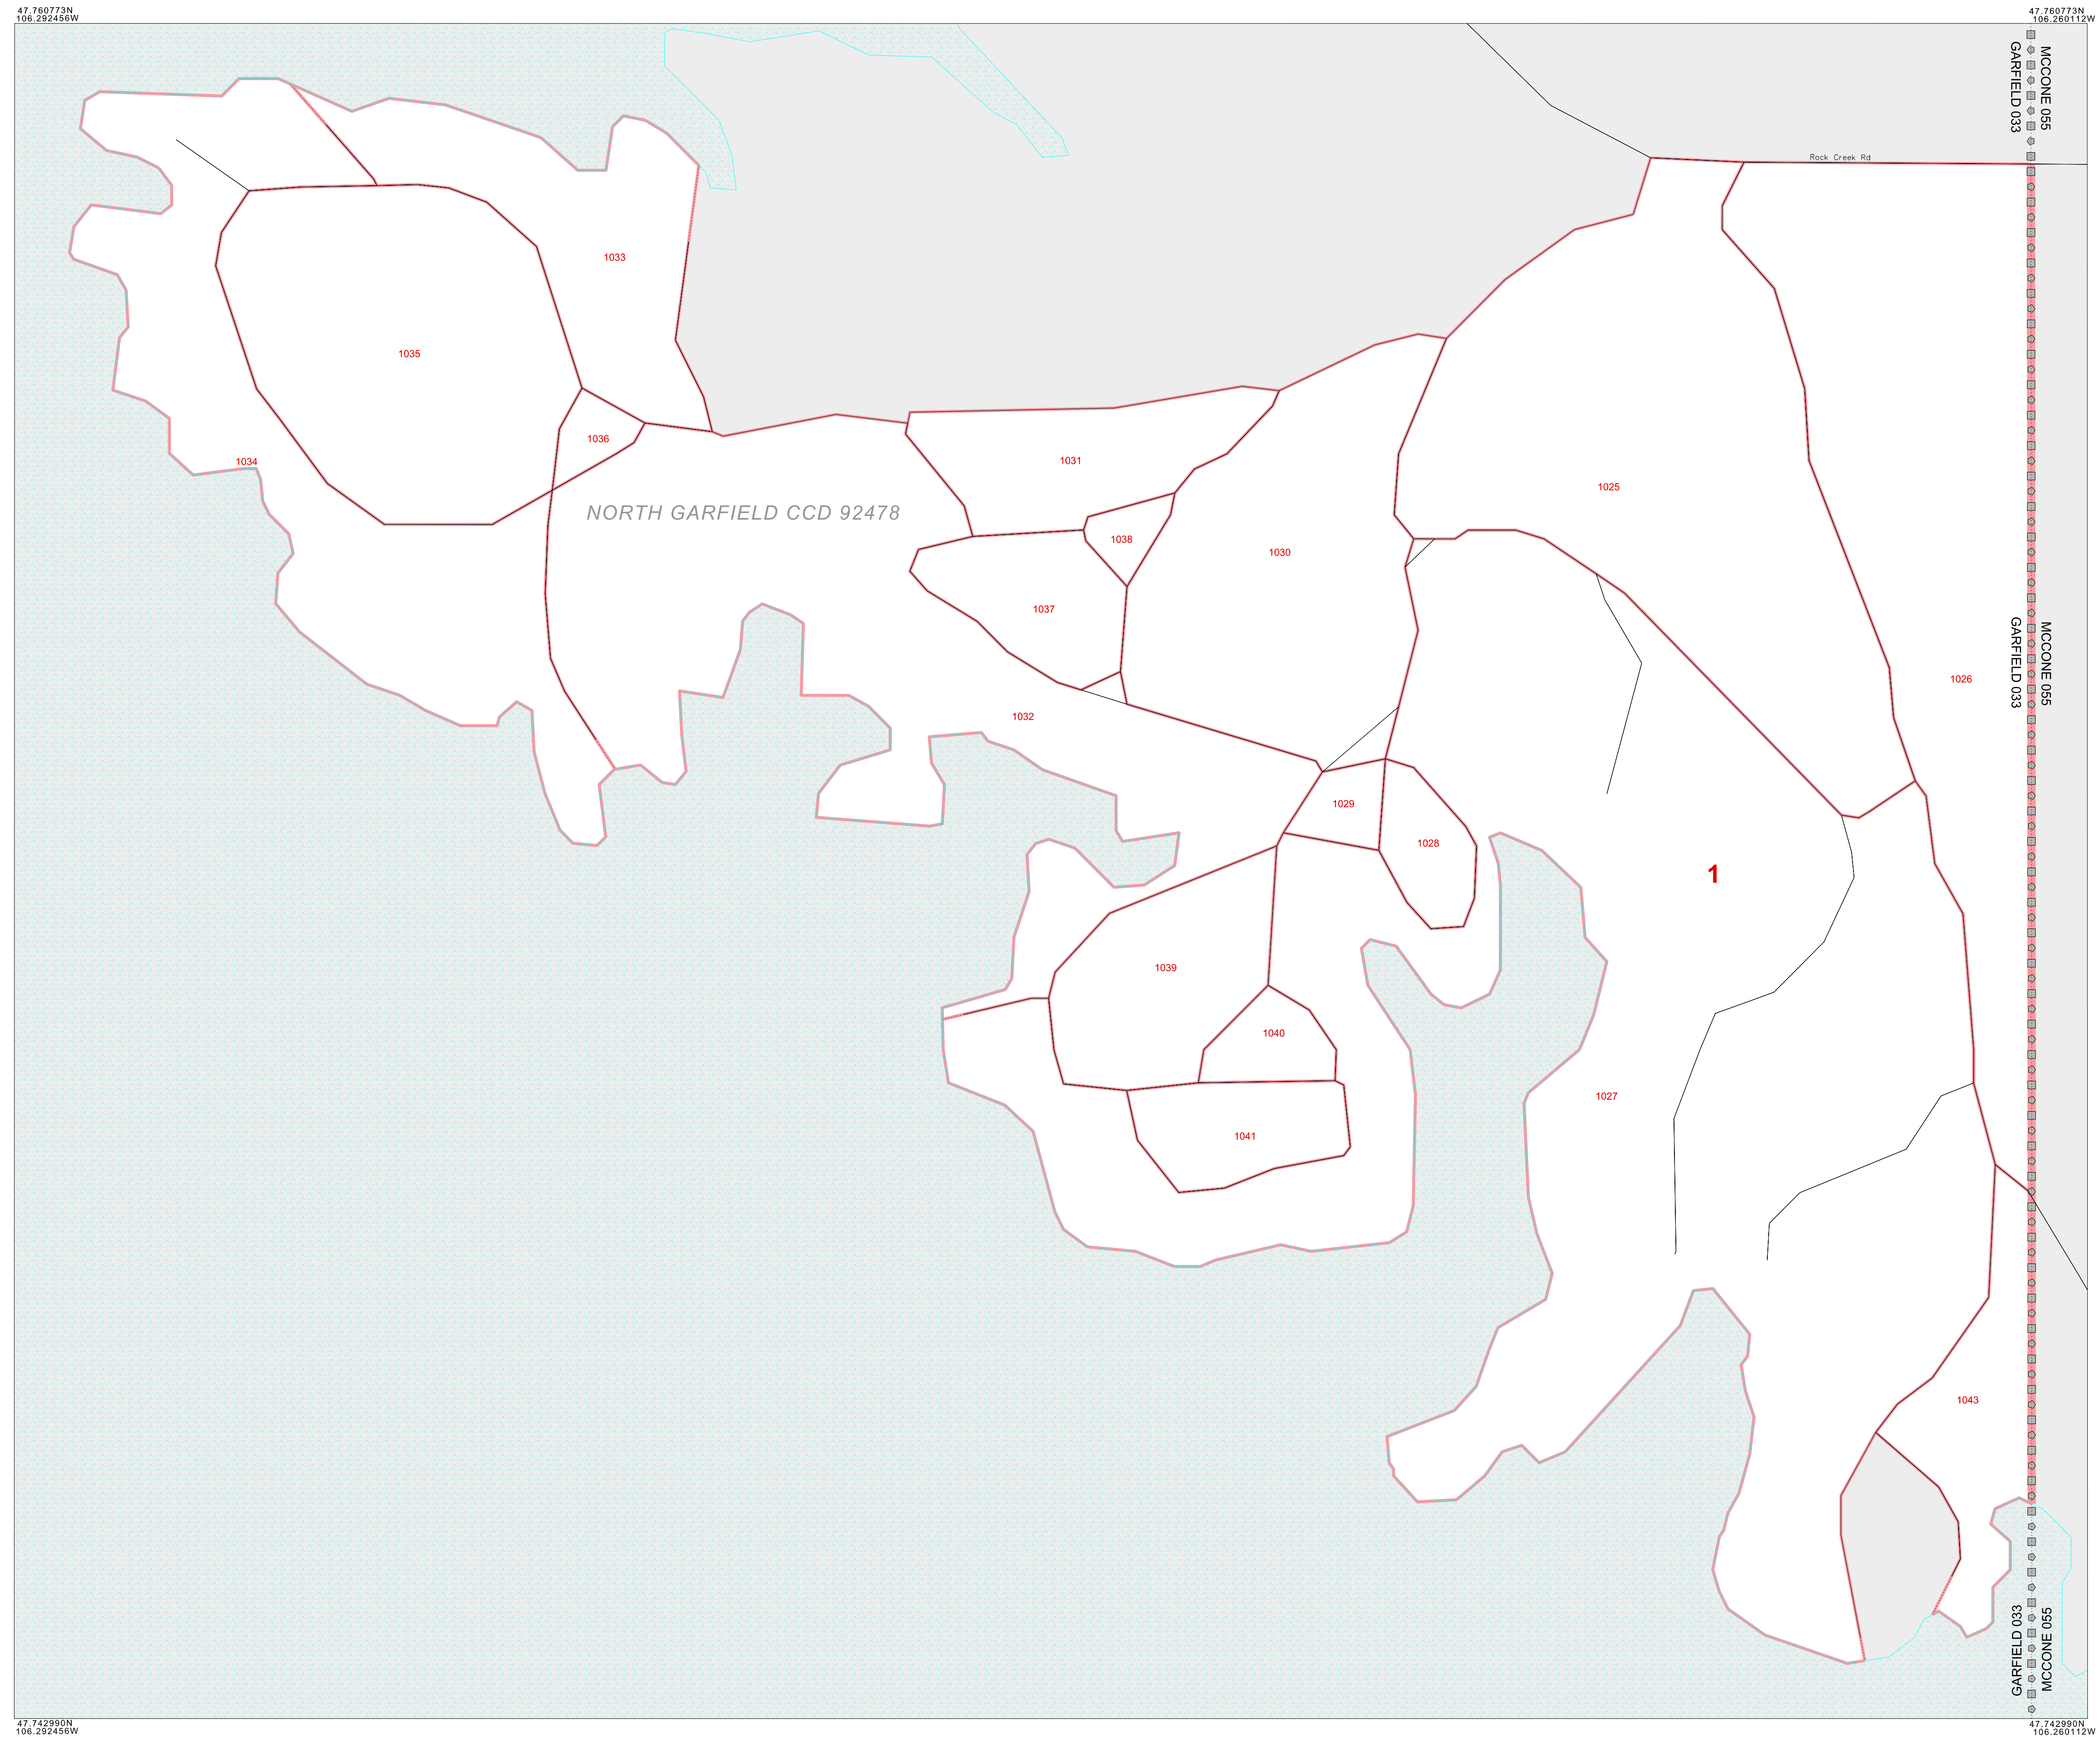 47.760773N
106.292456W
47.760773N
106.260112W
GARFIELD 033
MCCONE 055
Rock Creek Rd
1033
1035
1036
1034
1031
1025
NORTH GARFIELD CCD 92478
1038
1030
1037
GARFIELD 033
MCCONE 055
1026
1032
1029
1028
1
1039
1040
1027
1041
1043
GARFIELD 033
MCCONE 055
47.742990N
106.292456W
47.742990N
106.260112W